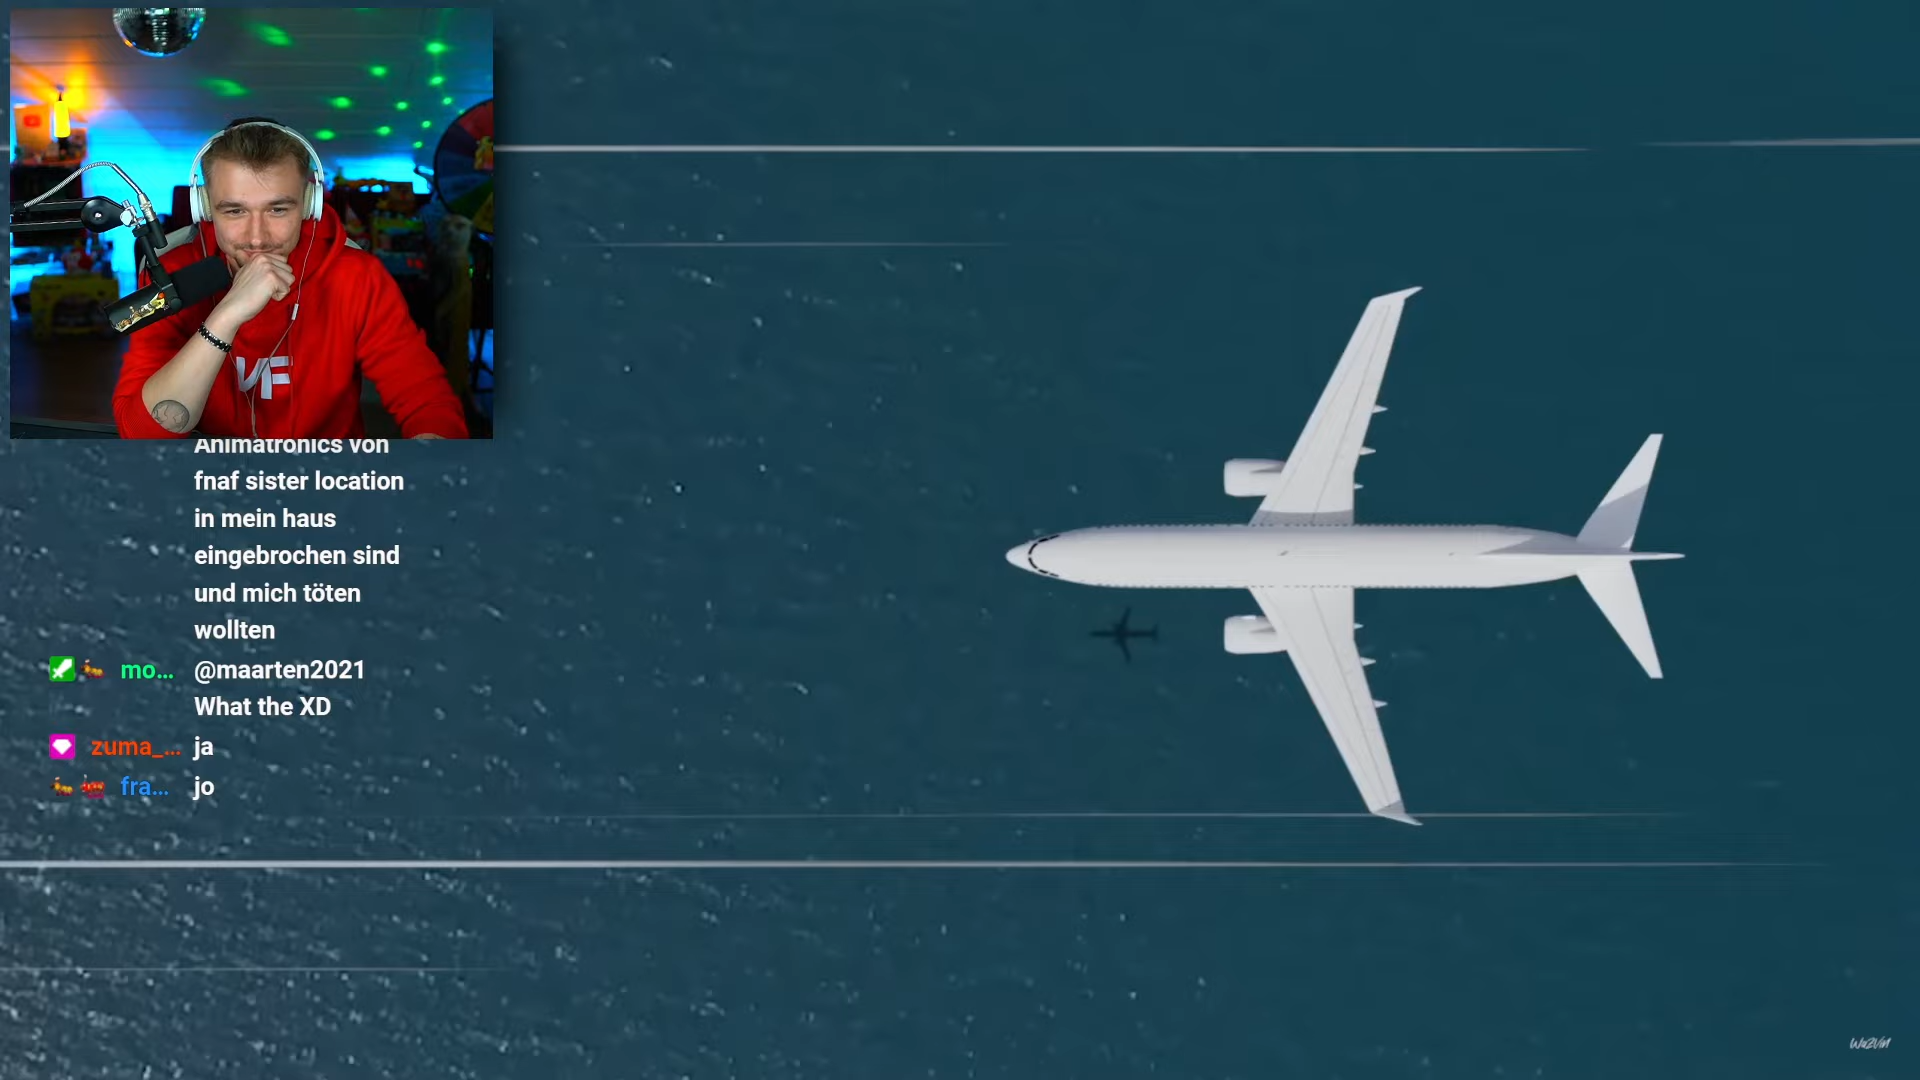 Animatronics von
fnaf sister location
in mein haus
eingebrochen sind
und mich töten
wollten
mo... @maarten2021
What the XD
zuma_... ja
fra... jo